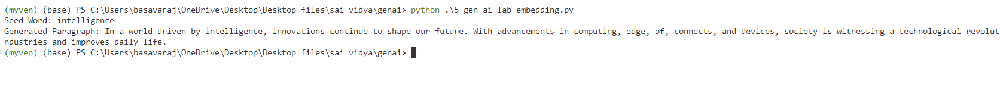 (myven) (base) PS C:\Users\basavaraj\OneDrive\Desktop\Desktop_files\sai_vidya\genai> python .\5_gen_ai_lab_embedding.py
Seed Word: intelligence
Generated Paragraph: In a world driven by intelligence, innovations continue to shape our future. With advancements in computing, edge, of, connects, and devices, society is witnessing a technological revolut
ndustries and improves daily life.
(myven) (base) PS C:\Users\basavaraj\OneDrive\Desktop\Desktop_files\sai_vidya\genai>